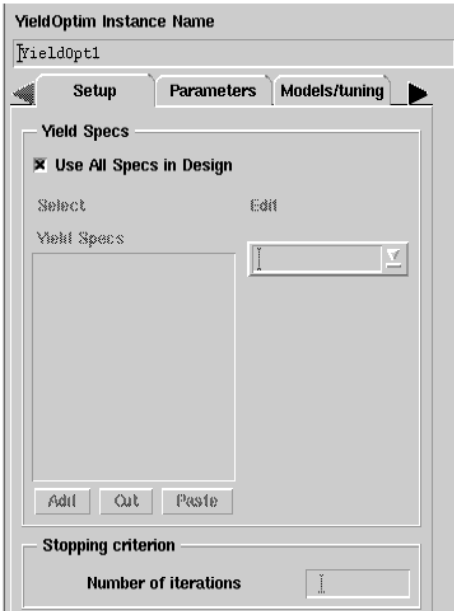 YieldOptim Instance Name
YieldOpt1
Setup Parameters Models/tuning
Yield Specs
Use All Specs in Design
Select Edit
Yield Specs
Add Cut Paste
Stopping criterion
Number of iterations